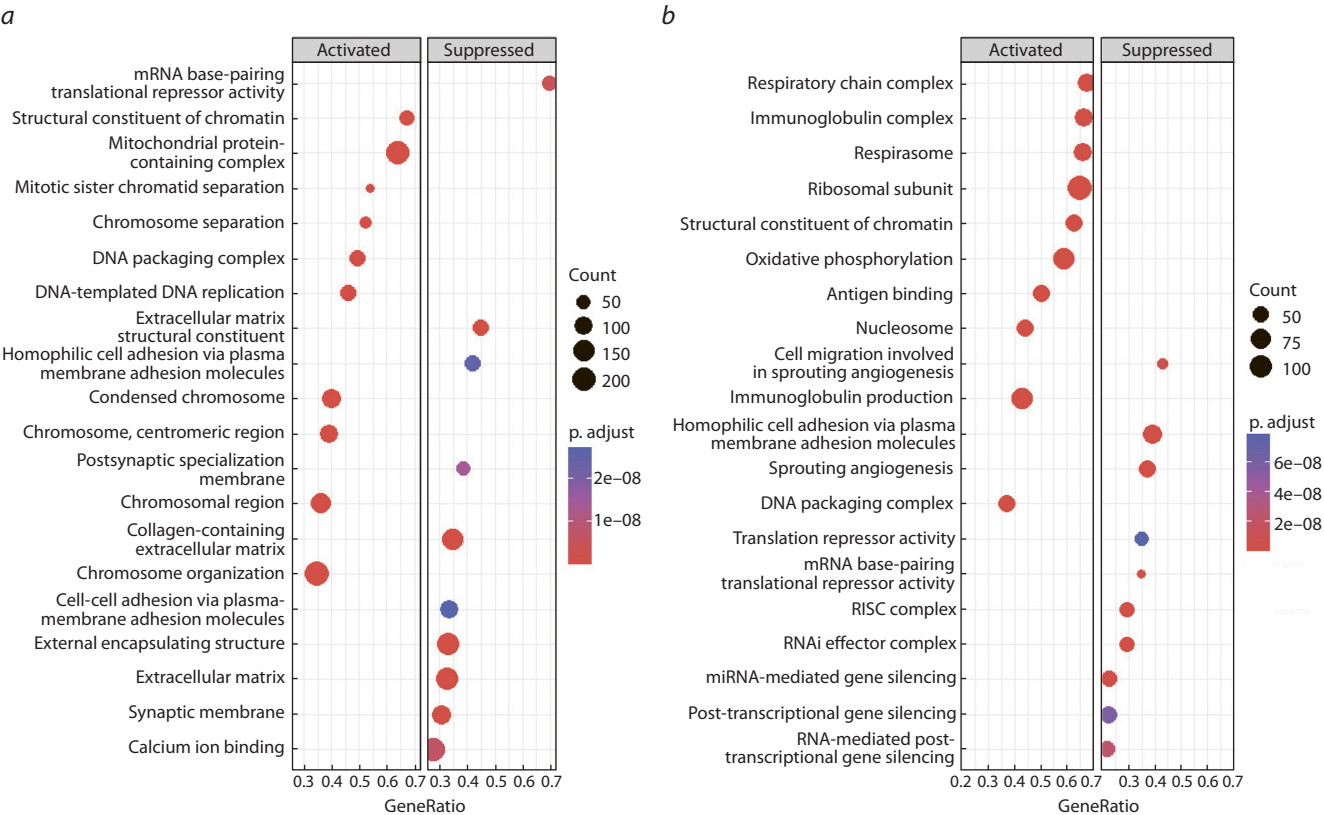 a
Activated
Suppressed
mRNA base-pairing
translational repressor activity
Structural constituent of chromatin
Mitochondrial protein-
containing complex
Mitotic sister chromatid separation
Chromosome separation
DNA packaging complex
DNA-templated DNA replication
Extracellular matrix
structural constituent
Homophilic cell adhesion via plasma
membrane adhesion molecules
Condensed chromosome
Chromosome, centromeric region
Postsynaptic specialization
membrane
Chromosomal region
Collagen-containing
extracellular matrix
Chromosome organization
Cell-cell adhesion via plasma-
membrane adhesion molecules
External encapsulating structure
Extracellular matrix
Synaptic membrane
Calcium ion binding
0.3 0.4 0.5 0.6 0.7
0.3 0.4 0.5 0.6 0.7
GeneRatio
Count
50
100
150
200
p. adjust
2e–08
1e–08
b
Activated
Suppressed
Respiratory chain complex
Immunoglobulin complex
Respirasome
Ribosomal subunit
Structural constituent of chromatin
Oxidative phosphorylation
Antigen binding
Nucleosome
Cell migration involved
in sprouting angiogenesis
Immunoglobulin production
Homophilic cell adhesion via plasma
membrane adhesion molecules
Sprouting angiogenesis
DNA packaging complex
Translation repressor activity
mRNA base-pairing
translational repressor activity
RISC complex
RNAi effector complex
miRNA-mediated gene silencing
Post-transcriptional gene silencing
RNA-mediated post-
transcriptional gene silencing
0.2 0.3 0.4 0.5 0.6 0.7
0.3 0.4 0.5 0.6 0.7
GeneRatio
Count
50
75
100
p. adjust
6e–08
4e–08
2e–08